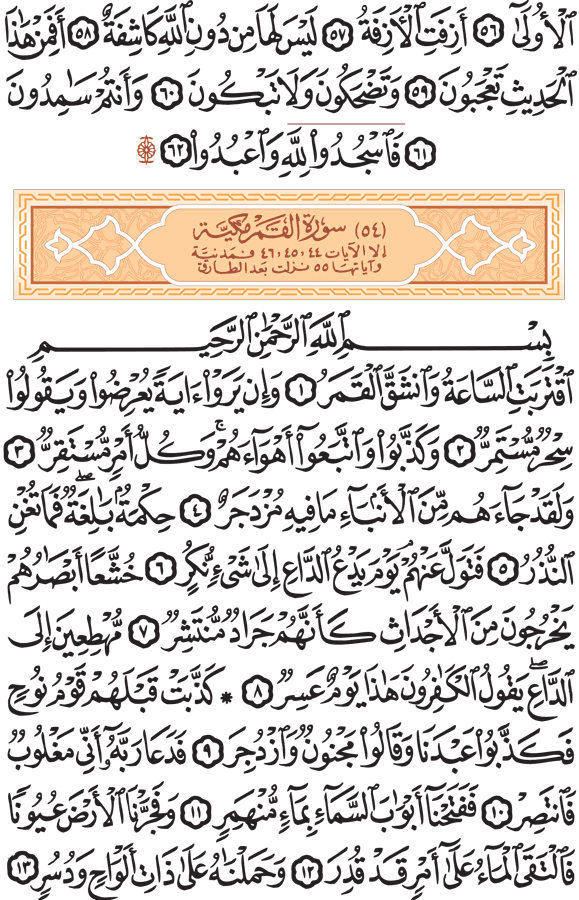 ٱلْأُولَىٰٓ ٥٦ أَزِفَتِ ٱلْأَزِفَةُ ٥٧ لَيْسَ لَهَا مِن دُونِ ٱللَّهِ كَاشِفَةٌ ٥٨ أَفَمِنْ هَٰذَا
ٱلْحَدِيثِ تَعْجَبُونَ ٥٩ وَتَضْحَكُونَ وَلَا تَبْكُونَ ٦٠ وَأَنتُمْ سَٰمِدُونَ
٦١ فَٱسْجُدُوا۟ لِلَّهِ وَٱعْبُدُوا۟ ٦٢ ۩
(٥٤) سورة القمر مكية
إلا الآيات ٤٤، ٤٥، ٤٦ فمدنية
وآياتها ٥٥ نزلت بعد الطارق
بِسْمِ ٱللَّهِ ٱلرَّحْمَٰنِ ٱلرَّحِيمِ
ٱقْتَرَبَتِ ٱلسَّاعَةُ وَٱنشَقَّ ٱلْقَمَرُ ١ وَإِن يَرَوْا۟ ءَايَةً يُعْرِضُوا۟ وَيَقُولُوا۟
سِحْرٌ مُّسْتَمِرٌّ ٢ وَكَذَّبُوا۟ وَٱتَّبَعُوٓا۟ أَهْوَآءَهُمْ ۚ وَكُلُّ أَمْرٍ مُّسْتَقِرٌّ ٣
وَلَقَدْ جَآءَهُم مِّنَ ٱلْأَنۢبَآءِ مَا فِيهِ مُزْدَجَرٌ ٤ حِكْمَةٌۢ بَٰلِغَةٌ ۖ فَمَا تُغْنِ
ٱلنُّذُرُ ٥ فَتَوَلَّ عَنْهُمْ ۘ يَوْمَ يَدْعُ ٱلدَّاعِ إِلَىٰ شَىْءٍ نُّكُرٍ ٦ خُشَّعًا أَبْصَٰرُهُمْ
يَخْرُجُونَ مِنَ ٱلْأَجْدَاثِ كَأَنَّهُمْ جَرَادٌ مُّنتَشِرٌ ٧ مُّهْطِعِينَ إِلَى
ٱلدَّاعِ ۖ يَقُولُ ٱلْكَٰفِرُونَ هَٰذَا يَوْمٌ عَسِرٌ ٨ * كَذَّبَتْ قَبْلَهُمْ قَوْمُ نُوحٍ
فَكَذَّبُوا۟ عَبْدَنَا وَقَالُوا۟ مَجْنُونٌ وَٱزْدُجِرَ ٩ فَدَعَا رَبَّهُۥٓ أَنِّى مَغْلُوبٌ
فَٱنتَصِرْ ١٠ فَفَتَحْنَآ أَبْوَٰبَ ٱلسَّمَآءِ بِمَآءٍ مُّنْهَمِرٍ ١١ وَفَجَّرْنَا ٱلْأَرْضَ عُيُونًا
فَٱلْتَقَى ٱلْمَآءُ عَلَىٰٓ أَمْرٍ قَدْ قُدِرَ ١٢ وَحَمَلْنَٰهُ عَلَىٰ ذَاتِ أَلْوَٰحٍ وَدُسُرٍ ١٣